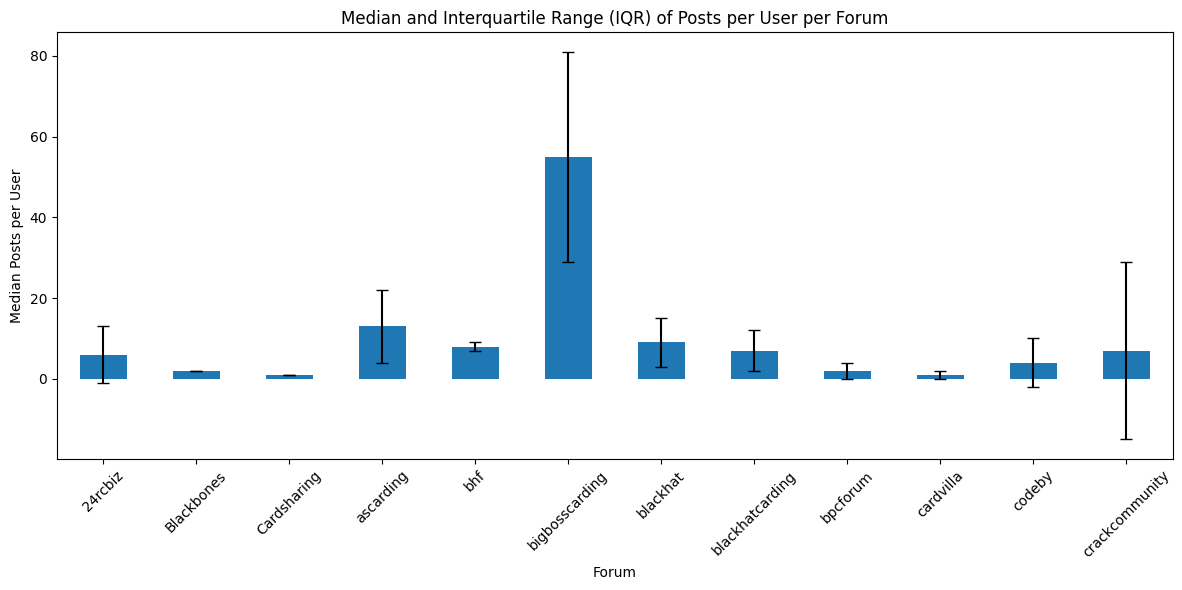 Median and Interquartile Range (IQR) of Posts per User per Forum
Median Posts per User
80
60
40
20
0
24rcbiz
Blackbones
Cardsharing
ascarding
bhf
bigbosscarding
blackhat
blackhatcarding
bpcforum
cardvilla
codeby
crackcommunity
Forum